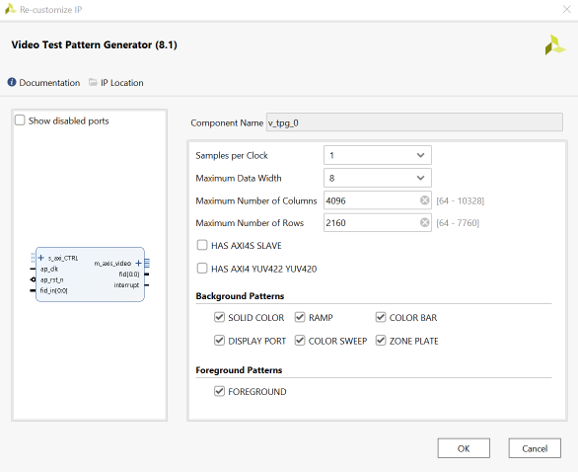 Re-customize IP
Video Test Pattern Generator (8.1)
Documentation IP Location
Show disabled ports
s_axi_CTRL
ap_clk
ap_rst_n
fid_in[0:0]
m_axis_video
fid[0:0]
interrupt
Component Name v_tpg_0
Samples per Clock 1
Maximum Data Width 8
Maximum Number of Columns 4096 [64 - 10328]
Maximum Number of Rows 2160 [64 - 7760]
HAS AXI4S SLAVE
HAS AXI4 YUV422 YUV420
Background Patterns
SOLID COLOR RAMP COLOR BAR
DISPLAY PORT COLOR SWEEP ZONE PLATE
Foreground Patterns
FOREGROUND
OK Cancel